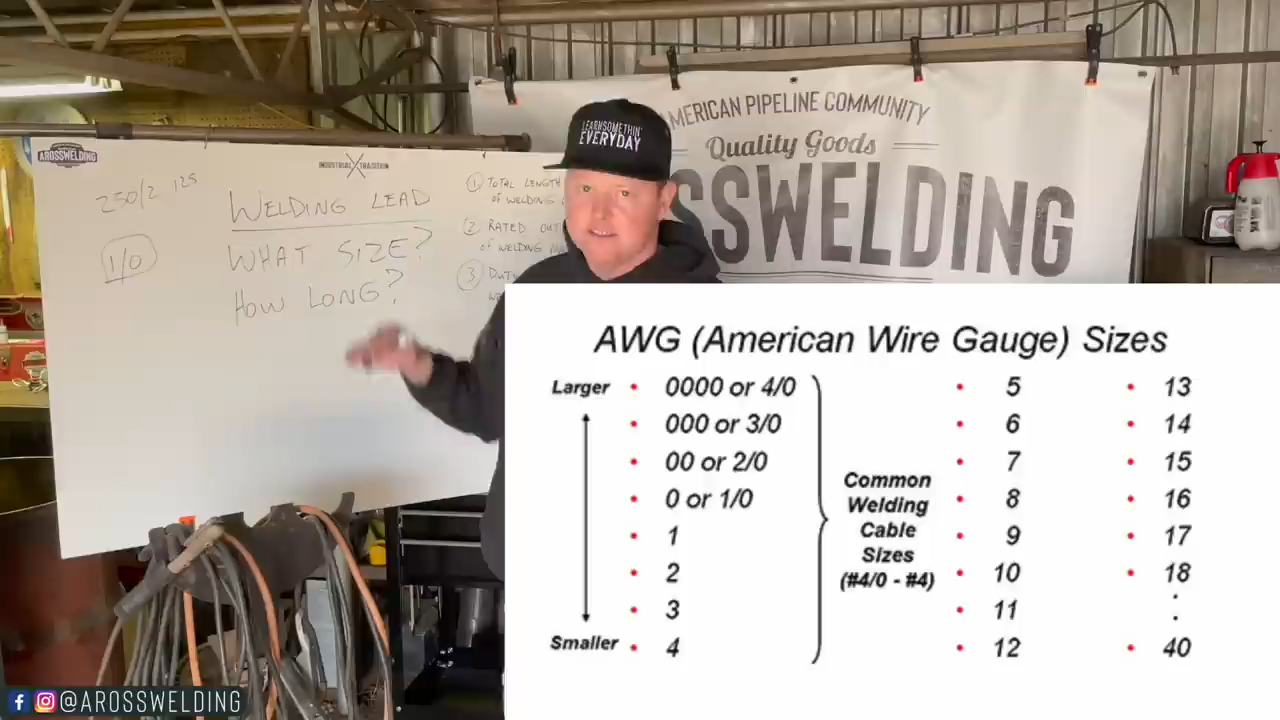 AROSSWELDING
INDUSTRIAL TRADITION
250/2 125
1/0
WELDING LEAD
WHAT SIZE?
HOW LONG?
1 TOTAL LENGTH
OF WELDING
2 RATED OUT
OF WELDING
3
LEARNSOMETHIN'
EVERYDAY
MERICAN PIPELINE COMMUNITY
Quality Goods
SSWELDING
AWG (American Wire Gauge) Sizes
Larger
• 0000 or 4/0
• 000 or 3/0
• 00 or 2/0
• 0 or 1/0
• 1
• 2
• 3
Smaller • 4
Common
Welding
Cable
Sizes
(#4/0 - #4)
• 5
• 6
• 7
• 8
• 9
• 10
• 11
• 12
• 13
• 14
• 15
• 16
• 17
• 18
.
.
• 40
@AROSSWELDING